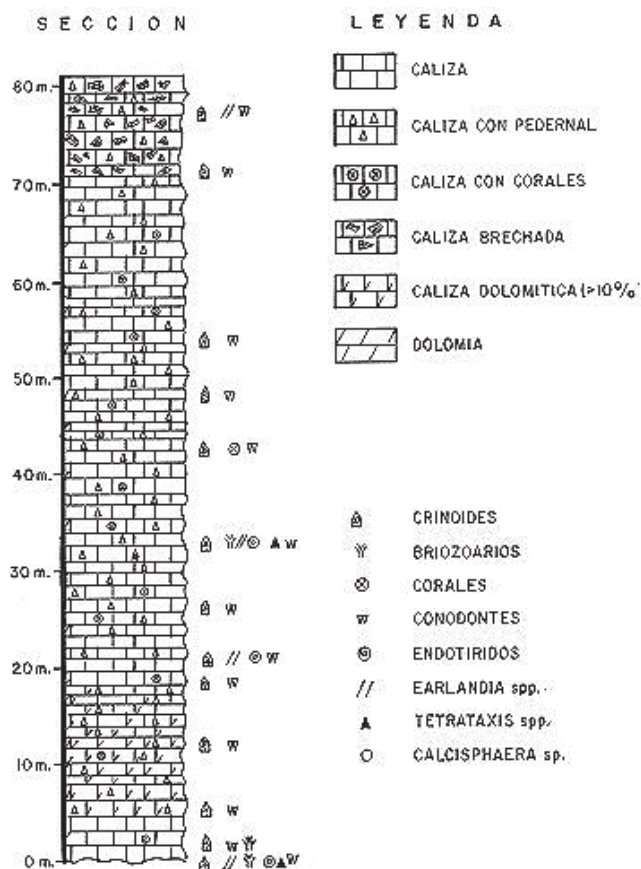 SECCION
80 m.
70 m.
60 m.
50 m.
40 m.
30 m.
20 m.
10 m.
0 m.
LEYENDA
CALIZA
CALIZA CON PEDERNAL
CALIZA CON CORALES
CALIZA BRECHADA
CALIZA DOLOMITICA (>10%)
DOLOMIA
CRINOIDES
BRIOZOARIOS
CORALES
CONODONTES
ENDOTIRIDOS
EARLANDIA spp.
TETRATAXIS spp.
CALCISPHAERA sp.